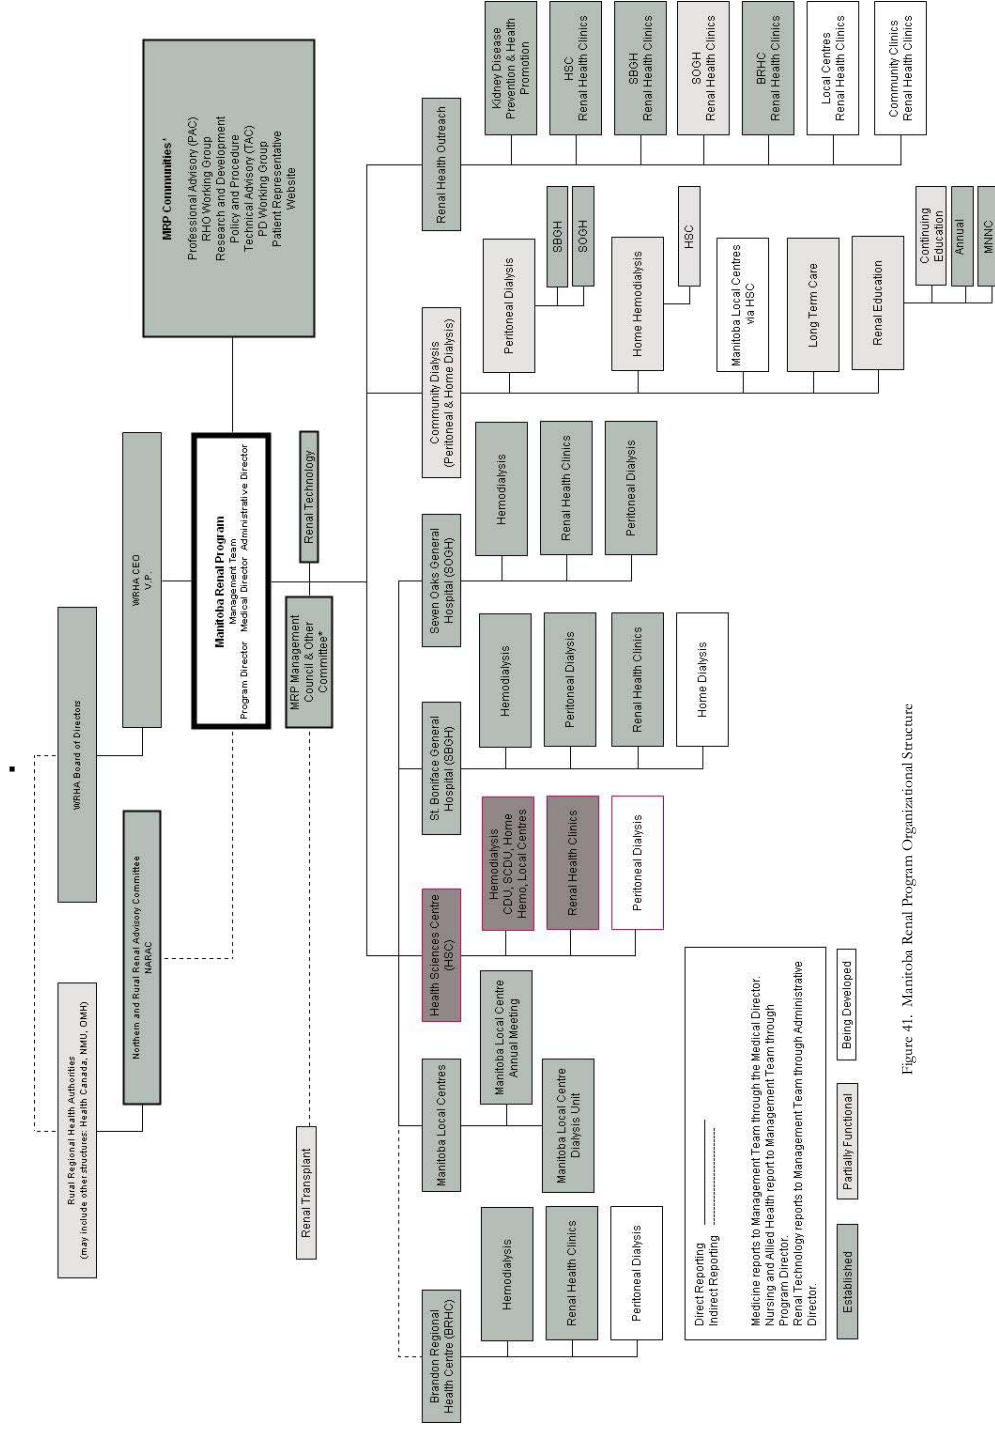 Rural Regional Health Authorities
(may include other structures: Health Canada, NMU, OMH)
WRHA Board of Directors
Northern and Rural Renal Advisory Committee
NARAC
WRHA CEO
V.P.
Manitoba Renal Program
Management Team
Program Director Medical Director Administrative Director
MRP Communities'
Professional Advisory (PAC)
RHO Working Group
Research and Development
Policy and Procedure
Technical Advisory (TAC)
PD Working Group
Patient Representative
Website
Renal Transplant
MRP Management
Council & Other
Committee*
Renal Technology
Brandon Regional
Health Centre (BRHC)
Hemodialysis
Renal Health Clinics
Peritoneal Dialysis
Manitoba Local Centres
Manitoba Local Centre
Annual Meeting
Manitoba Local Centre
Dialysis Unit
Health Sciences Centre
(HSC)
Hemodialysis
CDU, SCDU, Home
Hemo, Local Centres
Renal Health Clinics
Peritoneal Dialysis
St. Boniface General
Hospital (SBGH)
Hemodialysis
Peritoneal Dialysis
Renal Health Clinics
Home Dialysis
Seven Oaks General
Hospital (SOGH)
Hemodialysis
Renal Health Clinics
Peritoneal Dialysis
Community Dialysis
(Peritoneal & Home Dialysis)
Peritoneal Dialysis
SBGH
SOGH
Home Hemodialysis
HSC
Manitoba Local Centres
via HSC
Long Term Care
Renal Education
Continuing
Education
Annual
MNNC
Renal Health Outreach
Kidney Disease
Prevention & Health
Promotion
HSC
Renal Health Clinics
SBGH
Renal Health Clinics
SOGH
Renal Health Clinics
BRHC
Renal Health Clinics
Local Centres
Renal Health Clinics
Community Clinics
Renal Health Clinics
Direct Reporting
Indirect Reporting
Medicine reports to Management Team through the Medical Director.
Nursing and Allied Health report to Management Team through
Program Director.
Renal Technology reports to Management Team through Administrative
Director.
Established
Partially Functional
Being Developed
Figure 41. Manitoba Renal Program Organizational Structure